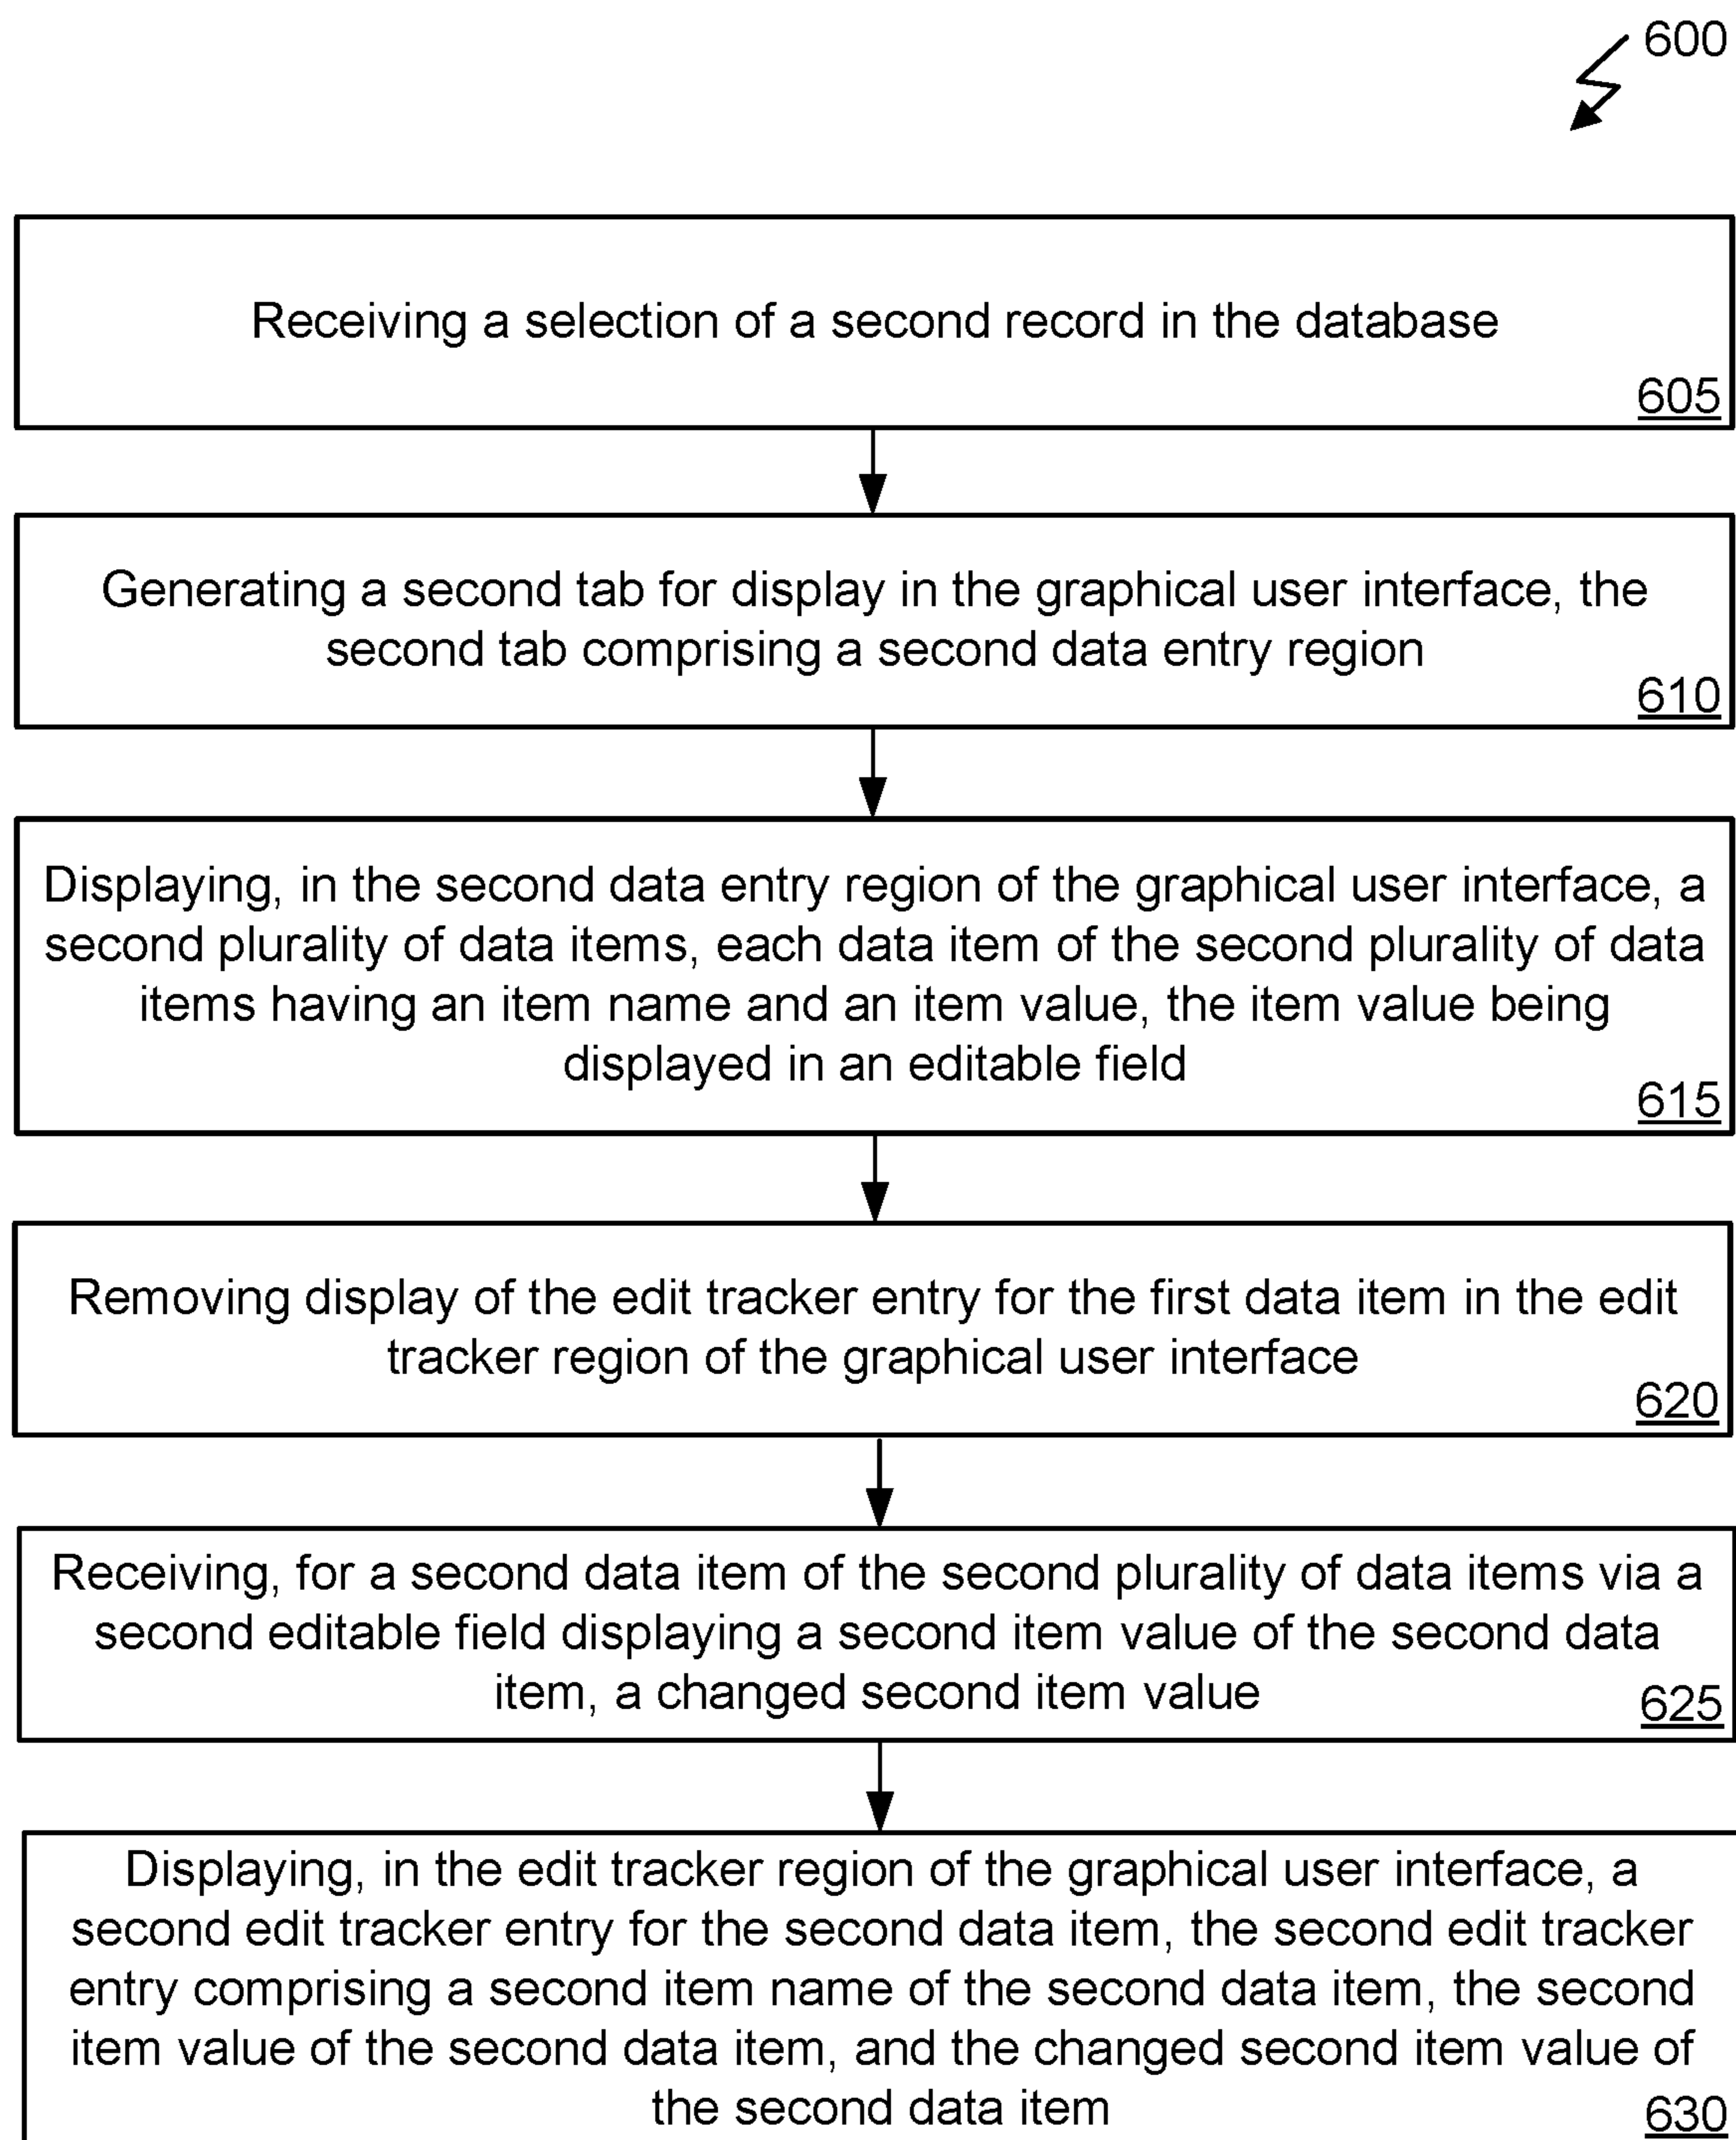 600
Receiving a selection of a second record in the database
605
Generating a second tab for display in the graphical user interface, the
second tab comprising a second data entry region
610
Displaying, in the second data entry region of the graphical user interface, a
second plurality of data items, each data item of the second plurality of data
items having an item name and an item value, the item value being
displayed in an editable field
615
Removing display of the edit tracker entry for the first data item in the edit
tracker region of the graphical user interface
620
Receiving, for a second data item of the second plurality of data items via a
second editable field displaying a second item value of the second data
item, a changed second item value
625
Displaying, in the edit tracker region of the graphical user interface, a
second edit tracker entry for the second data item, the second edit tracker
entry comprising a second item name of the second data item, the second
item value of the second data item, and the changed second item value of
the second data item
630